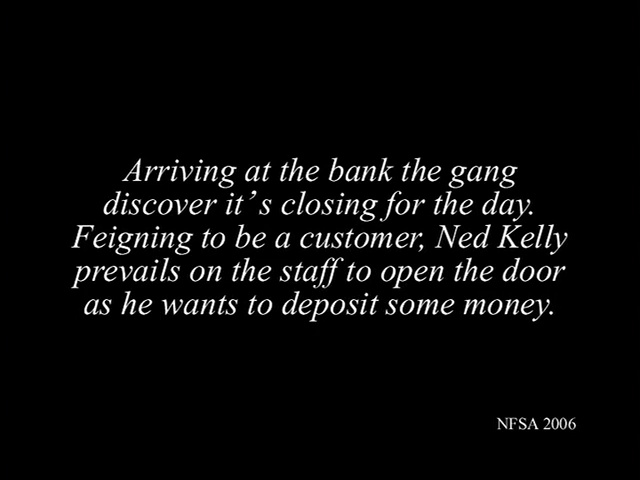 Arriving at the bank the gang
discover it's closing for the day.
Feigning to be a customer, Ned Kelly
prevails on the staff to open the door
as he wants to deposit some money.
NFSA 2006